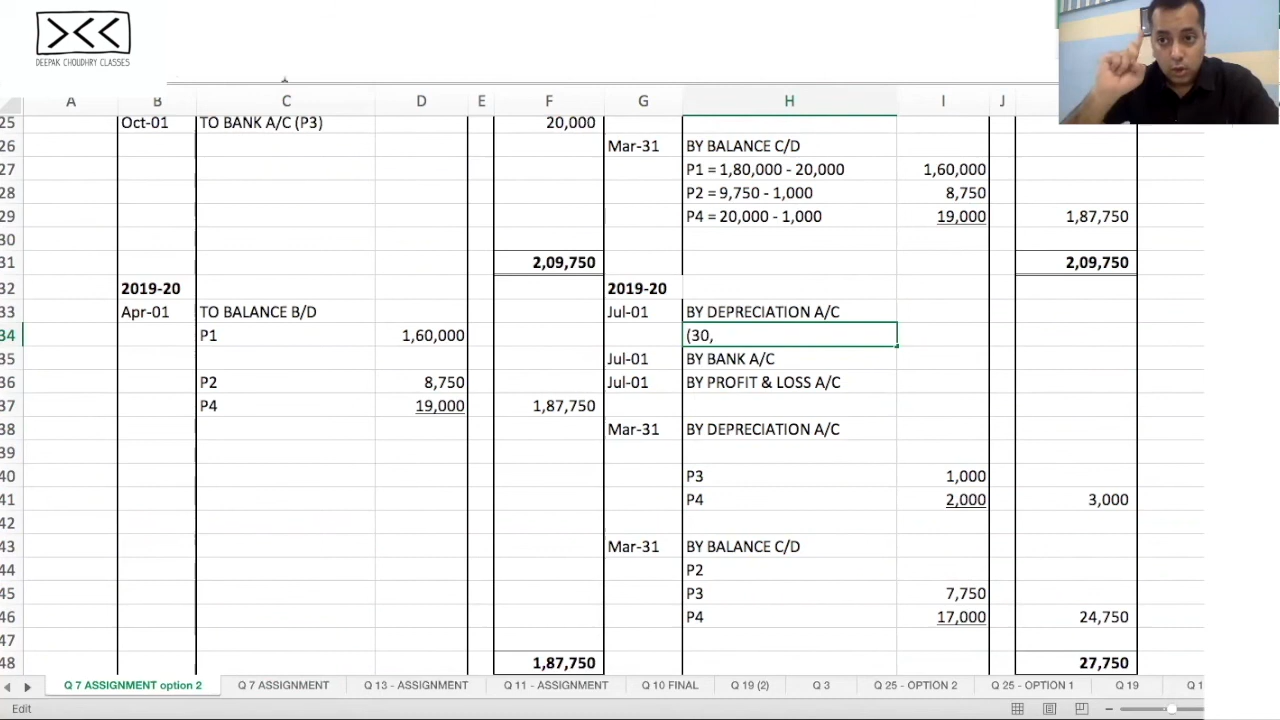 DEEPAK CHOUDHRY CLASSES
A B C D E F G H I J
25 Oct-01 TO BANK A/C (P3) 20,000
26 Mar-31 BY BALANCE C/D
27 P1 = 1,80,000 - 20,000 1,60,000
28 P2 = 9,750 - 1,000 8,750
29 P4 = 20,000 - 1,000 19,000 1,87,750
30
31 2,09,750 2,09,750
32 2019-20 2019-20
33 Apr-01 TO BALANCE B/D Jul-01 BY DEPRECIATION A/C
34 P1 1,60,000 (30,
35 Jul-01 BY BANK A/C
36 P2 8,750 Jul-01 BY PROFIT & LOSS A/C
37 P4 19,000 1,87,750
38 Mar-31 BY DEPRECIATION A/C
39
40 P3 1,000
41 P4 2,000 3,000
42
43 Mar-31 BY BALANCE C/D
44 P2
45 P3 7,750
46 P4 17,000 24,750
47
48 1,87,750 27,750
Q 7 ASSIGNMENT option 2 Q 7 ASSIGNMENT Q 13 - ASSIGNMENT Q 11 - ASSIGNMENT Q 10 FINAL Q 19 (2) Q 3 Q 25 - OPTION 2 Q 25 - OPTION 1 Q 19 Q 1
Edit